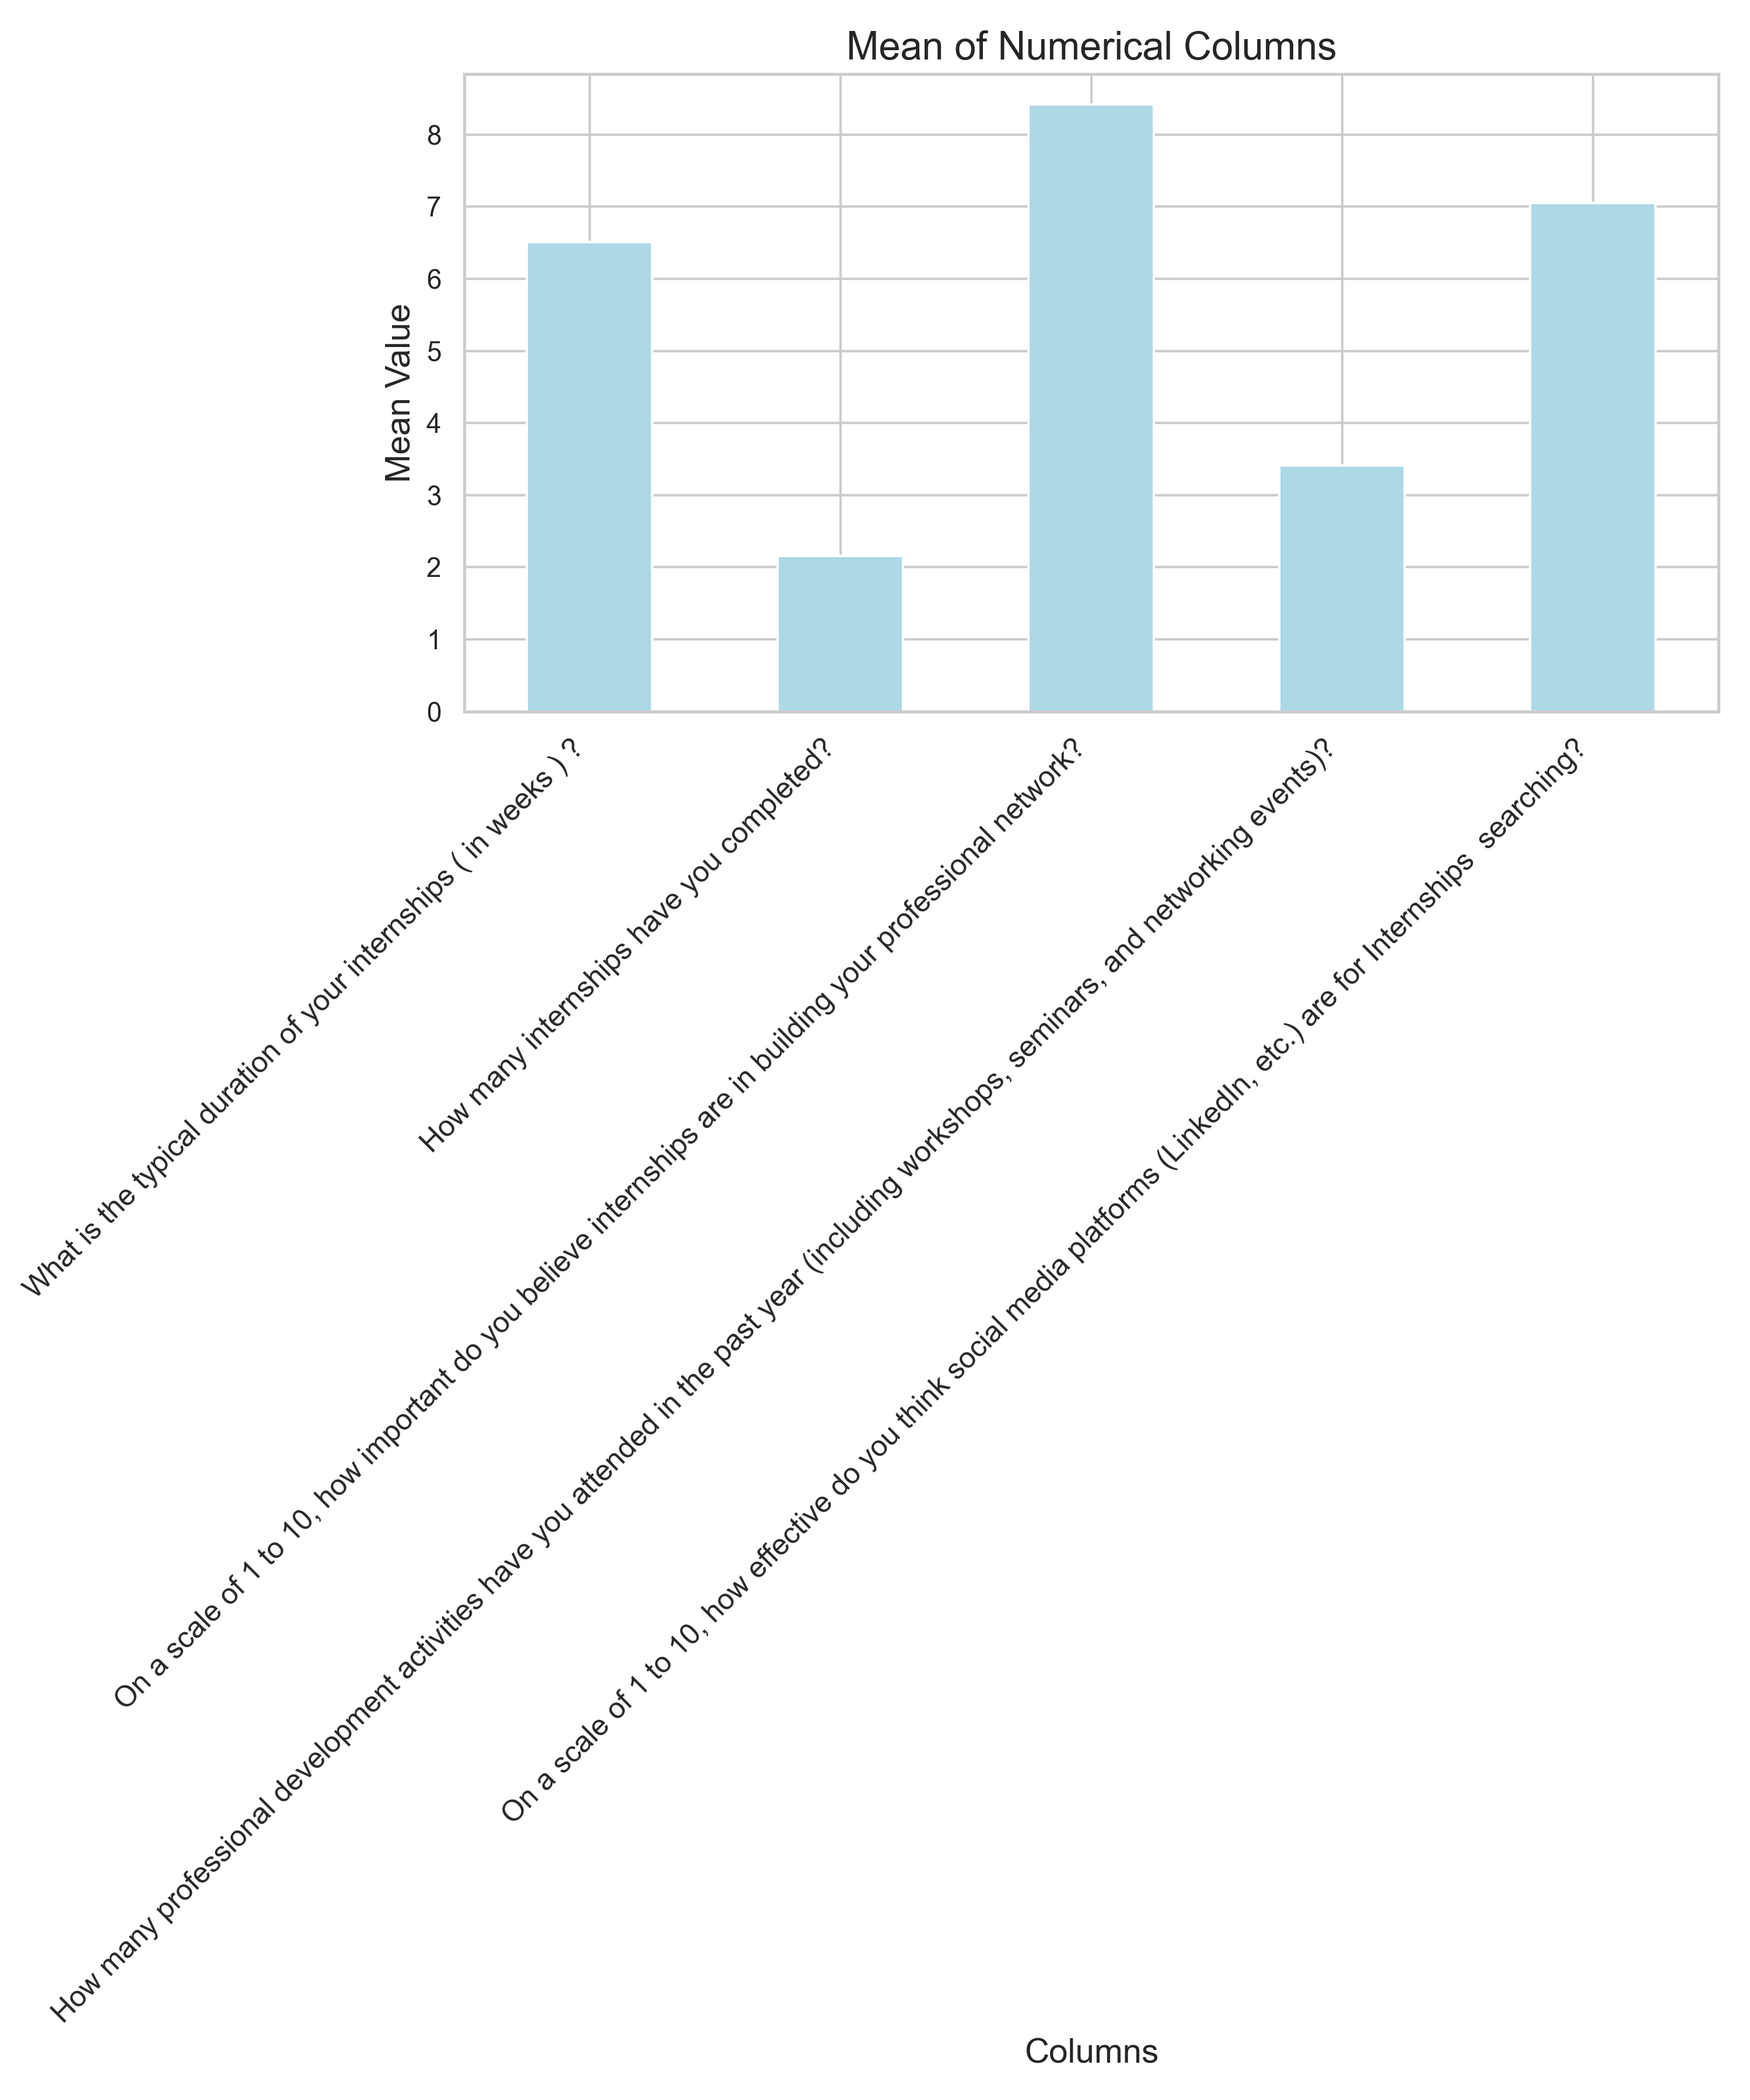 Mean of Numerical Columns
Mean Value
8
7
6
5
4
3
2
1
0
What is the typical duration of your internships ( in weeks ) ?
How many internships have you completed?
On a scale of 1 to 10, how important do you believe internships are in building your professional network?
How many professional development activities have you attended in the past year (including workshops, seminars, and networking events)?
On a scale of 1 to 10, how effective do you think social media platforms (LinkedIn, etc.) are for Internships  searching?
Columns